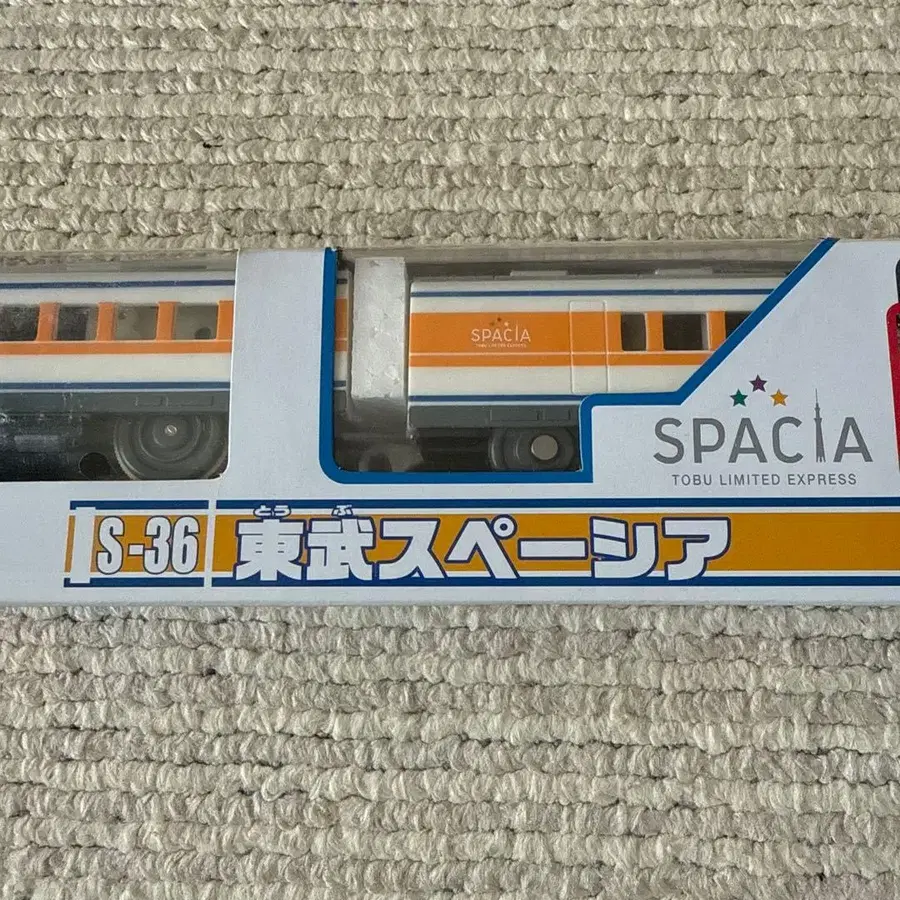 SPACIA
TOBU LIMITED EXPRESS
SPACIA
TOBU LIMITED EXPRESS
とう ぶ
S-36 東武スペーシア